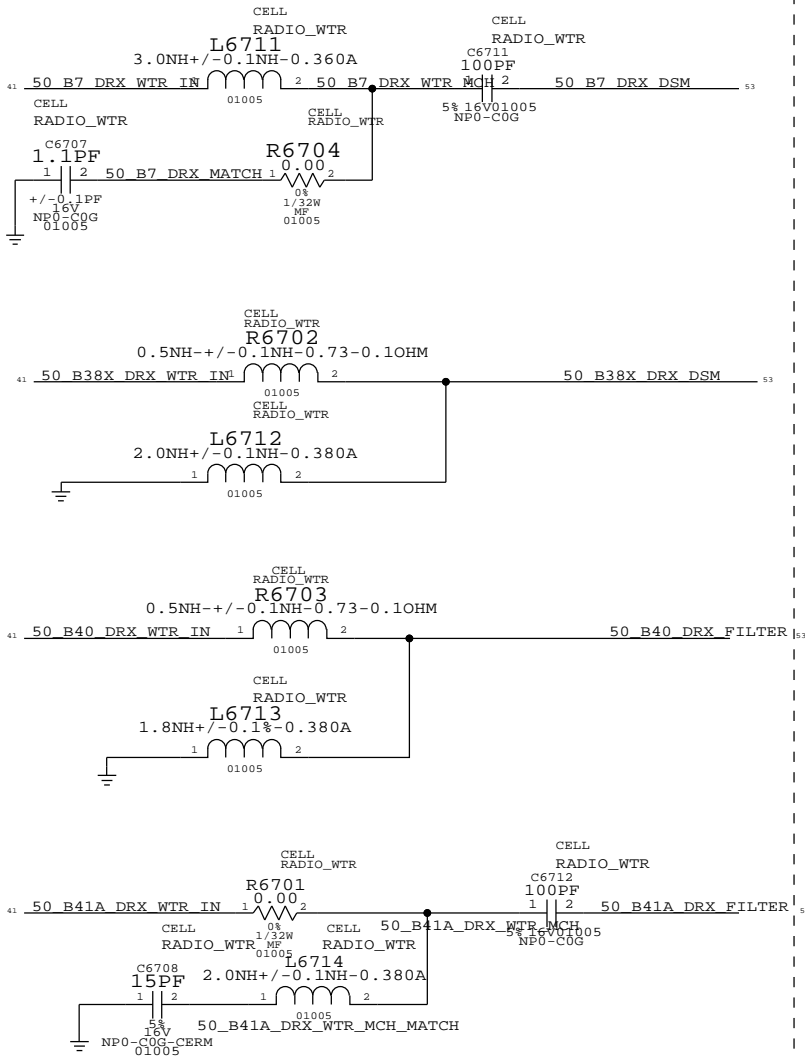 CELL
RADIO_WTR
L6711
3.0NH+/-0.1NH-0.360A
41 50_B7_DRX_WTR_IN 1 2 50_B7_DRX_WTR_MCH
01005
CELL
RADIO_WTR
C6711
100PF
1 2 50_B7_DRX_DSM 53
5% 16V 01005
NP0-C0G
CELL
RADIO_WTR
C6707
1.1PF
1 2 50_B7_DRX_MATCH
+/-0.1PF
16V
NP0-C0G
01005
CELL
RADIO_WTR
R6704
0.00
1 2
0%
1/32W
MF
01005
CELL
RADIO_WTR
R6702
0.5NH-+/-0.1NH-0.73-0.1OHM
41 50_B38X_DRX_WTR_IN 1 2 50_B38X_DRX_DSM 53
01005
CELL
RADIO_WTR
L6712
2.0NH+/-0.1NH-0.380A
1 2
01005
CELL
RADIO_WTR
R6703
0.5NH-+/-0.1NH-0.73-0.1OHM
41 50_B40_DRX_WTR_IN 1 2 50_B40_DRX_FILTER 53
01005
CELL
RADIO_WTR
L6713
1.8NH+/-0.1%-0.380A
1 2
01005
CELL
RADIO_WTR
R6701
0.00
41 50_B41A_DRX_WTR_IN 1 2
0%
1/32W
MF
01005
50_B41A_DRX_WTR_MCH
CELL
RADIO_WTR
C6712
100PF
1 2 50_B41A_DRX_FILTER 5
5% 16V 01005
NP0-C0G
CELL
RADIO_WTR
C6708
15PF
1 2
5%
16V
NP0-C0G-CERM
01005
CELL
RADIO_WTR
L6714
2.0NH+/-0.1NH-0.380A
1 2
01005
50_B41A_DRX_WTR_MCH_MATCH